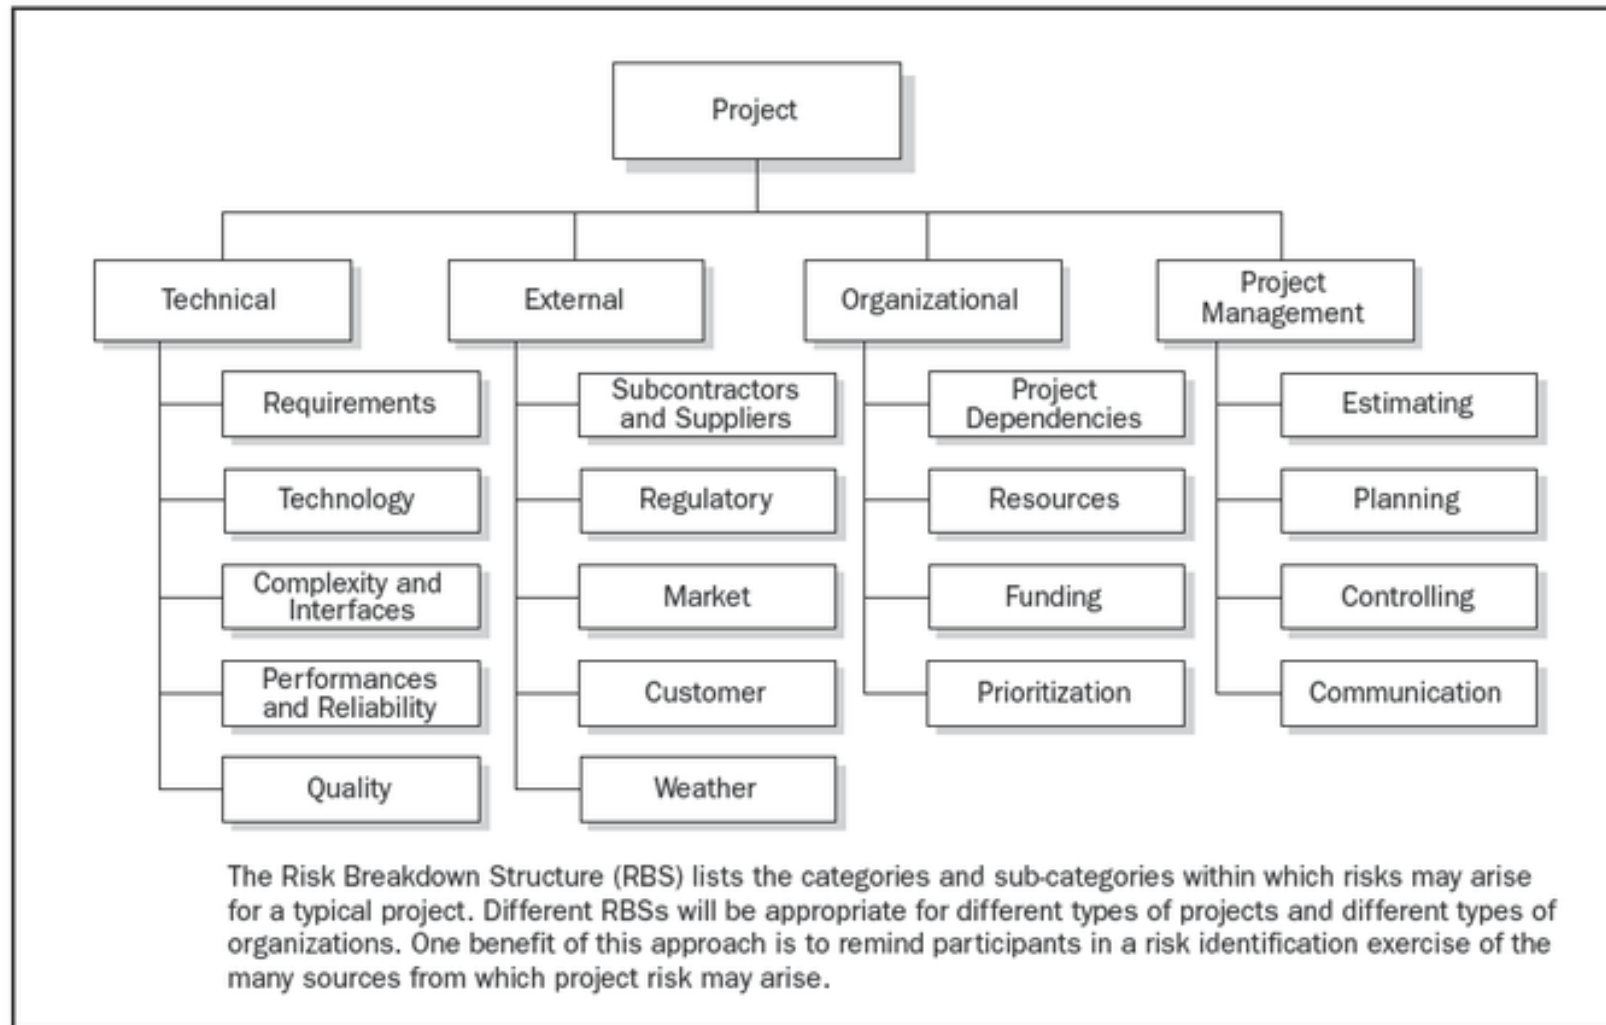 Project
Technical
External
Organizational
Project
Management
Requirements
Technology
Complexity and
Interfaces
Performances
and Reliability
Quality
Subcontractors
and Suppliers
Regulatory
Market
Customer
Weather
Project
Dependencies
Resources
Funding
Prioritization
Estimating
Planning
Controlling
Communication
The Risk Breakdown Structure (RBS) lists the categories and sub-categories within which risks may arise
for a typical project. Different RBSs will be appropriate for different types of projects and different types of
organizations. One benefit of this approach is to remind participants in a risk identification exercise of the
many sources from which project risk may arise.